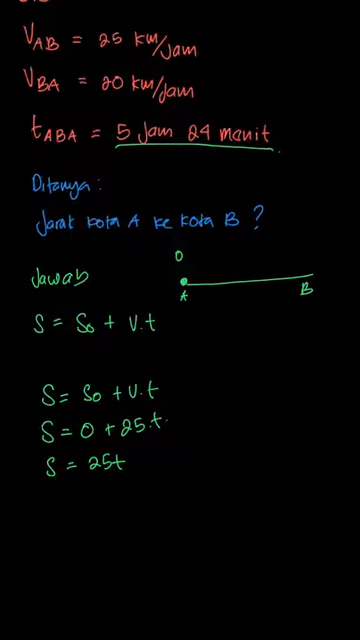 V_AB = 25 km/jam
V_BA = 20 km/jam
t_ABA = 5 jam 24 menit
Ditanya:
Jarak kota A ke kota B ?
0
Jawab
A
B
S = S₀ + v.t
S = S₀ + v.t
S = 0 + 25.t
S = 25t